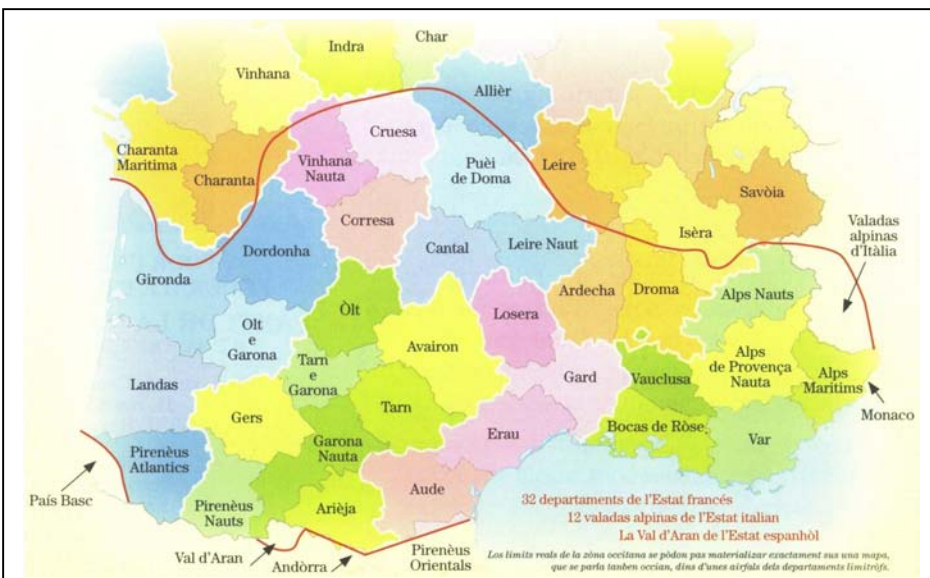 Char
Indra
Vinhana
Allièr
Cruesa
Charanta
Maritima
Vinhana
Nauta
Puèi
de Doma
Leire
Charanta
Savòia
Corresa
Isèra
Valadas
alpinas
d'Itàlia
Cantal
Leire Naut
Dordonha
Gironda
Ardecha
Droma
Alps Nauts
Òlt
Losera
Olt
e
Garona
Avairon
Tarn
e
Garona
Alps
de Provença
Nauta
Gard
Vauclusa
Alps
Maritims
Landas
Tarn
Gers
Monaco
Bocas de Ròse
Var
Erau
Garona
Nauta
Pirenèus
Atlantics
Aude
País Basc
Pirenèus
Nauts
Arièja
Val d'Aran
Andòrra
Pirenèus
Orientals
32 departaments de l'Estat francés
12 valadas alpinas de l'Estat italian
La Val d'Aran de l'Estat espanhòl
Los limits reals de la zòna occitana se pòdon pas materializar exactament sus una mapa,
que se parla tanben occian, dins d'unes airfals dels departaments limitròfs.